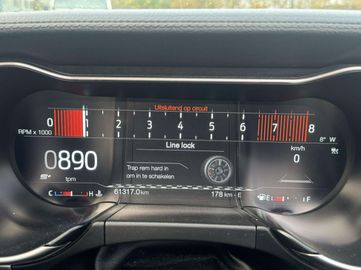 Uitsluitend op circuit
0 1 2 3 4 5 6 7 8
RPM x 1000
8° W
Line lock
km/h
0890
0
Trap rem hard in
om in te schakelen
tpm
C H
E F
61317.0 km
178 km - E